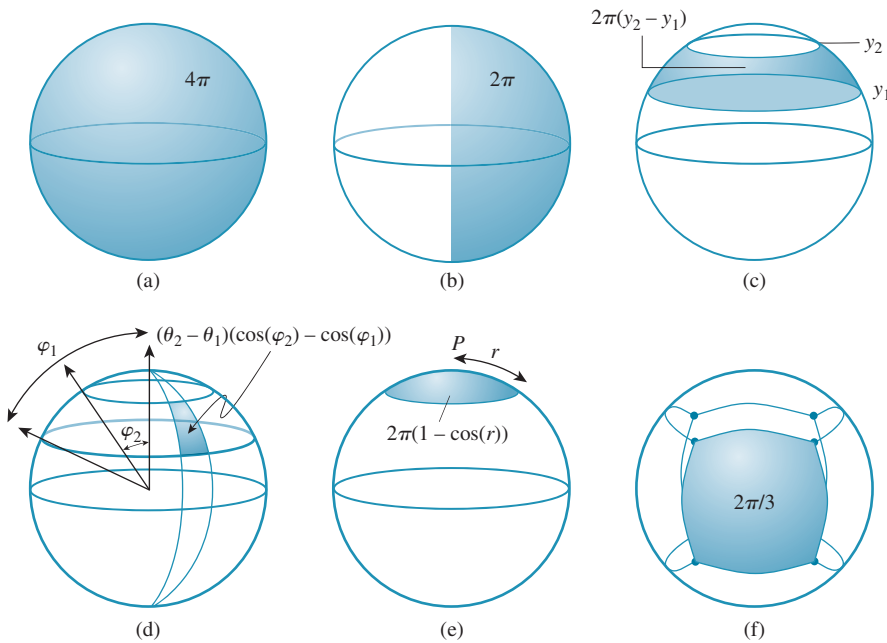 4π
(a)
2π
(b)
2π(y₂ − y₁)
y₂
y₁
(c)
φ₁
(θ₂ − θ₁)(cos(φ₂) − cos(φ₁))
φ₂
(d)
P
r
2π(1 − cos(r))
(e)
2π/3
(f)